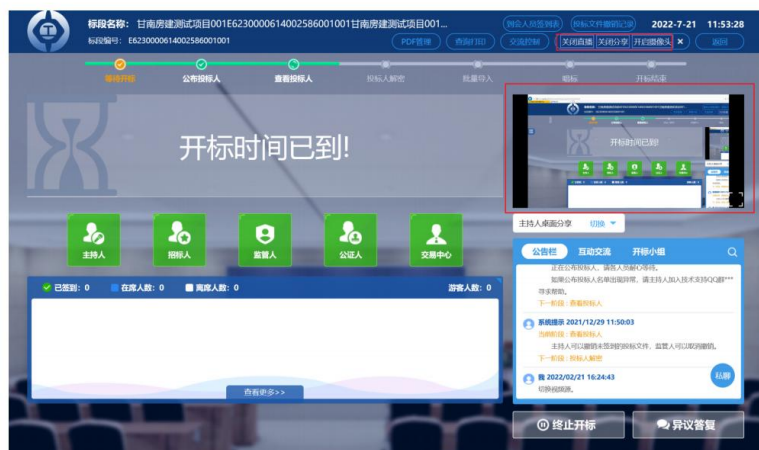 标段名称： 甘南房建测试项目001E6230000614002586001001甘南房建测试项目001...
到会人员签到表 投标文件撤销记录 2022-7-21 11:53:28
标段编号： E6230000614002586001001
PDF管理 查询打印 交流控制 关闭直播 关闭分享 开启摄像头 × 返回
等待开标 公布投标人 查看投标人 投标人解密 批量导入 唱标 开标结束
开标时间已到!
主持人 招标人 监管人 公证人 交易中心
主持人桌面分享 切换
公告栏 互动交流 开标小组
正在公布投标人，请各人员耐心等待。
如果公布投标人名单出现异常，请主持人加入技术支持QQ群***
寻求帮助。
下一阶段：查看投标人
系统提示 2021/12/29 11:50:03
当前阶段：查看投标人
主持人可以撤销未签到的投标文件，监管人可以取消撤销。
下一阶段：投标人解密
我 2022/02/21 16:24:43
切换视频源。
私聊
已签到：0 在席人数：0 离席人数：0 游客人数：0
查看更多>>
终止开标 异议答复